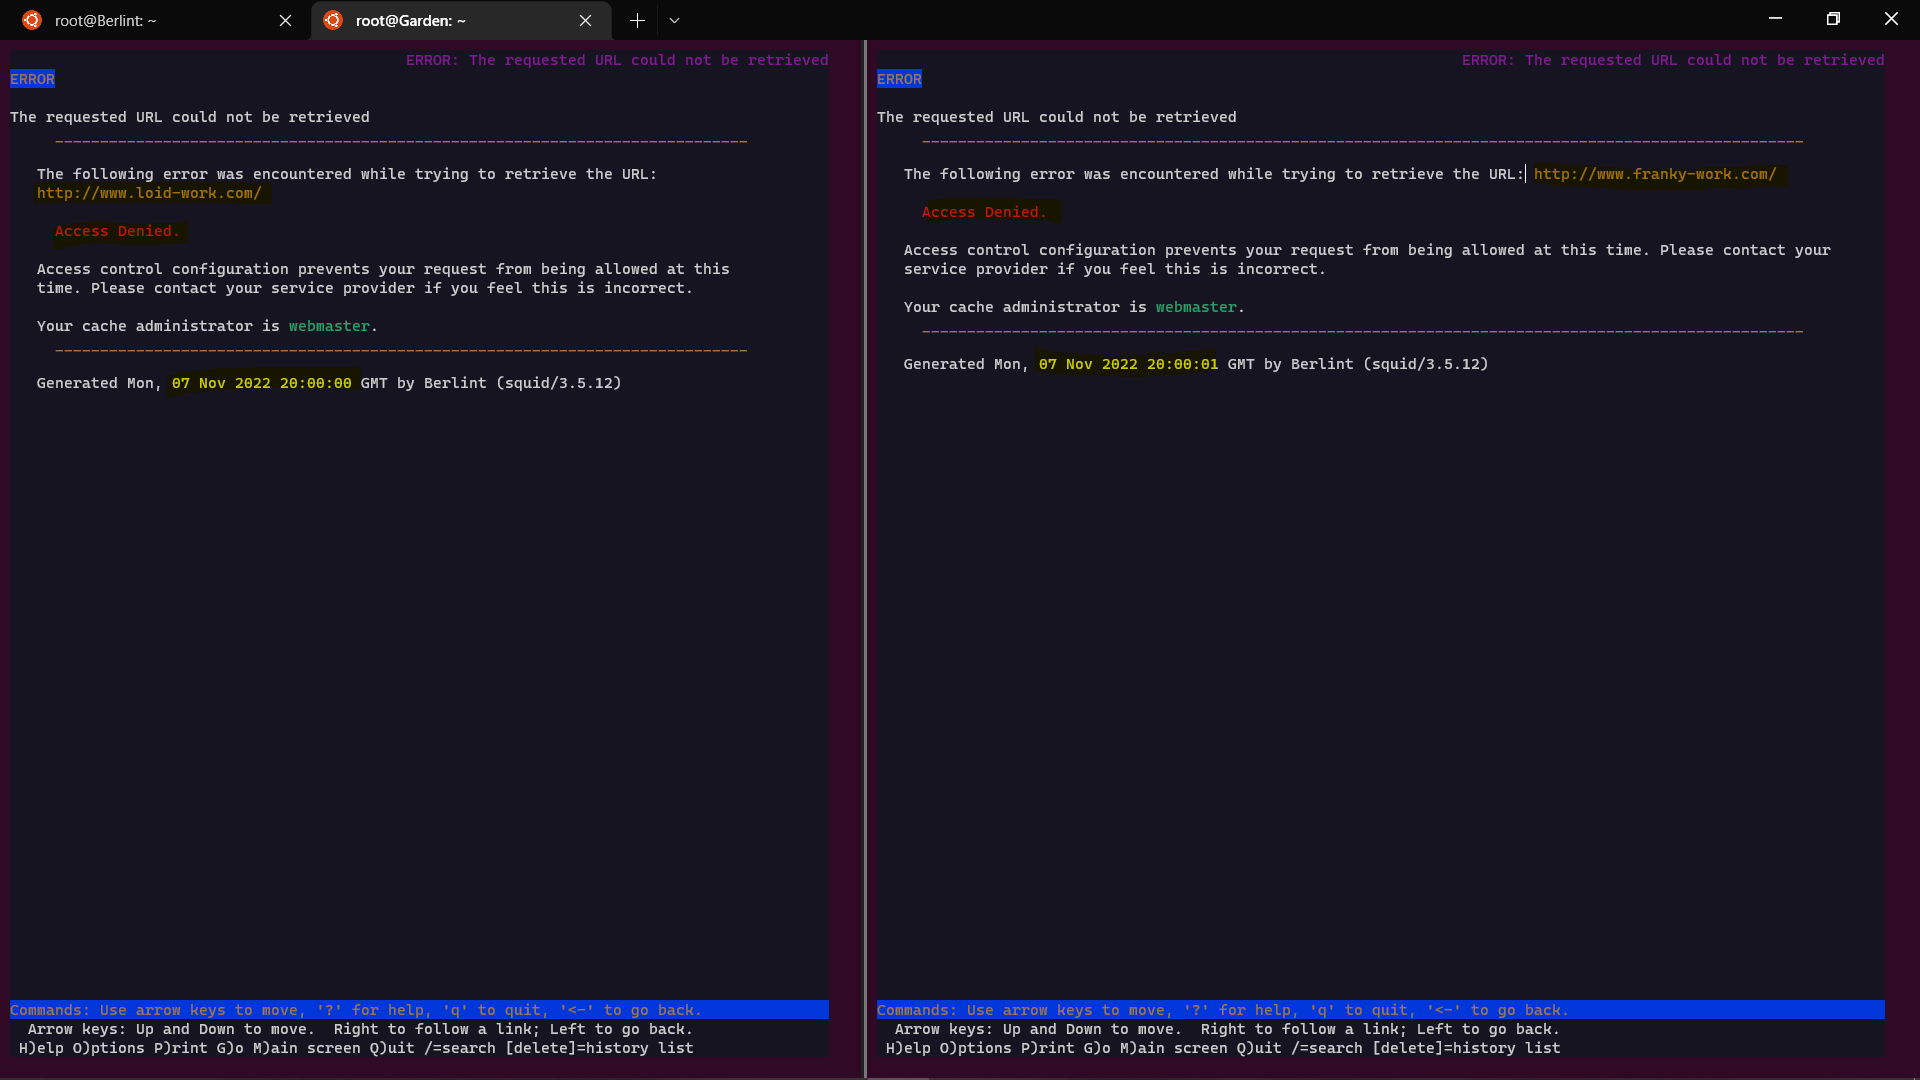 root@Berlint: ~
root@Garden: ~
ERROR: The requested URL could not be retrieved
ERROR
The requested URL could not be retrieved
The following error was encountered while trying to retrieve the URL:
http://www.loid-work.com/
Access Denied.
Access control configuration prevents your request from being allowed at this
time. Please contact your service provider if you feel this is incorrect.
Your cache administrator is webmaster.
Generated Mon, 07 Nov 2022 20:00:00 GMT by Berlint (squid/3.5.12)
Commands: Use arrow keys to move, '?' for help, 'q' to quit, '<-' to go back.
Arrow keys: Up and Down to move.  Right to follow a link; Left to go back.
H)elp O)ptions P)rint G)o M)ain screen Q)uit /=search [delete]=history list
ERROR: The requested URL could not be retrieved
ERROR
The requested URL could not be retrieved
The following error was encountered while trying to retrieve the URL: http://www.franky-work.com/
Access Denied.
Access control configuration prevents your request from being allowed at this time. Please contact your
service provider if you feel this is incorrect.
Your cache administrator is webmaster.
Generated Mon, 07 Nov 2022 20:00:01 GMT by Berlint (squid/3.5.12)
Commands: Use arrow keys to move, '?' for help, 'q' to quit, '<-' to go back.
Arrow keys: Up and Down to move.  Right to follow a link; Left to go back.
H)elp O)ptions P)rint G)o M)ain screen Q)uit /=search [delete]=history list